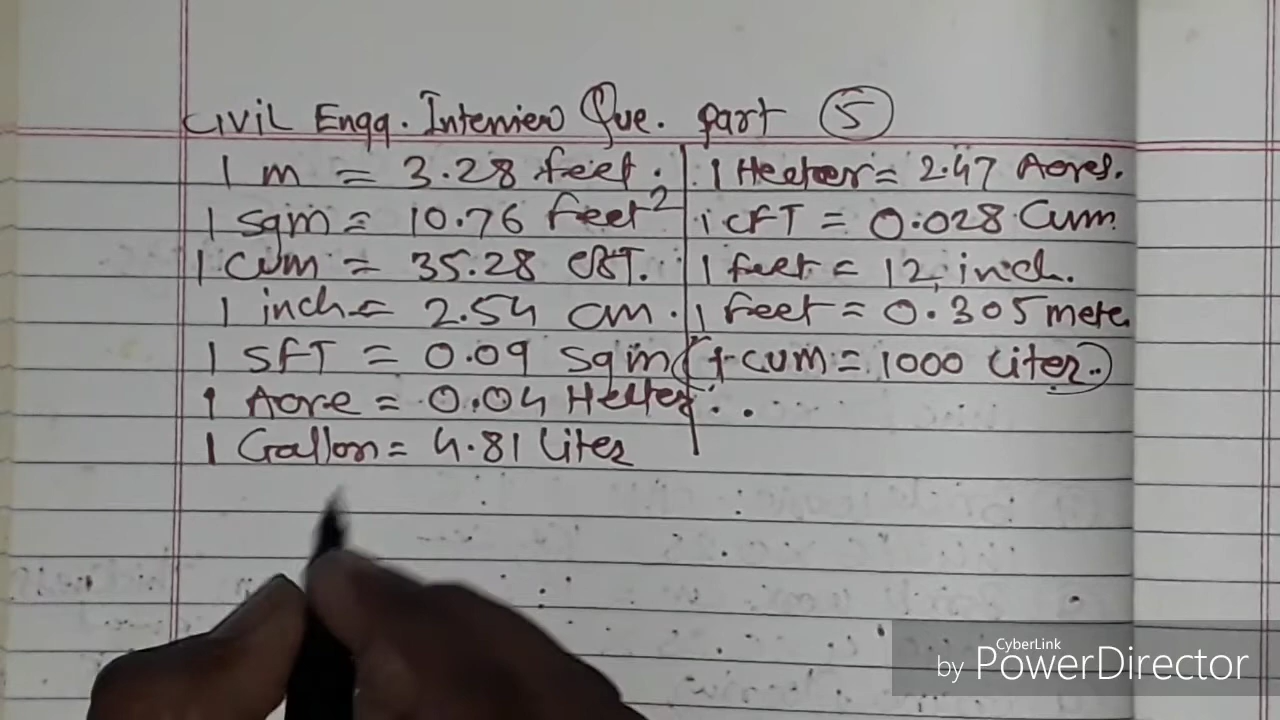 Civil Engg. Interview Que. part 5
1 m = 3.28 feet.
1 sqm = 10.76 feet²
1 cum = 35.28 CFT.
1 inch = 2.54 cm.
1 SFT = 0.09 sqm
1 Acre = 0.04 Hecter
1 Gallon = 4.81 Liter
1 Hecter = 2.47 Acres.
1 CFT = 0.028 Cum
1 feet = 12 inch.
1 feet = 0.305 mete.
1 cum = 1000 Liter.
CyberLink
by PowerDirector